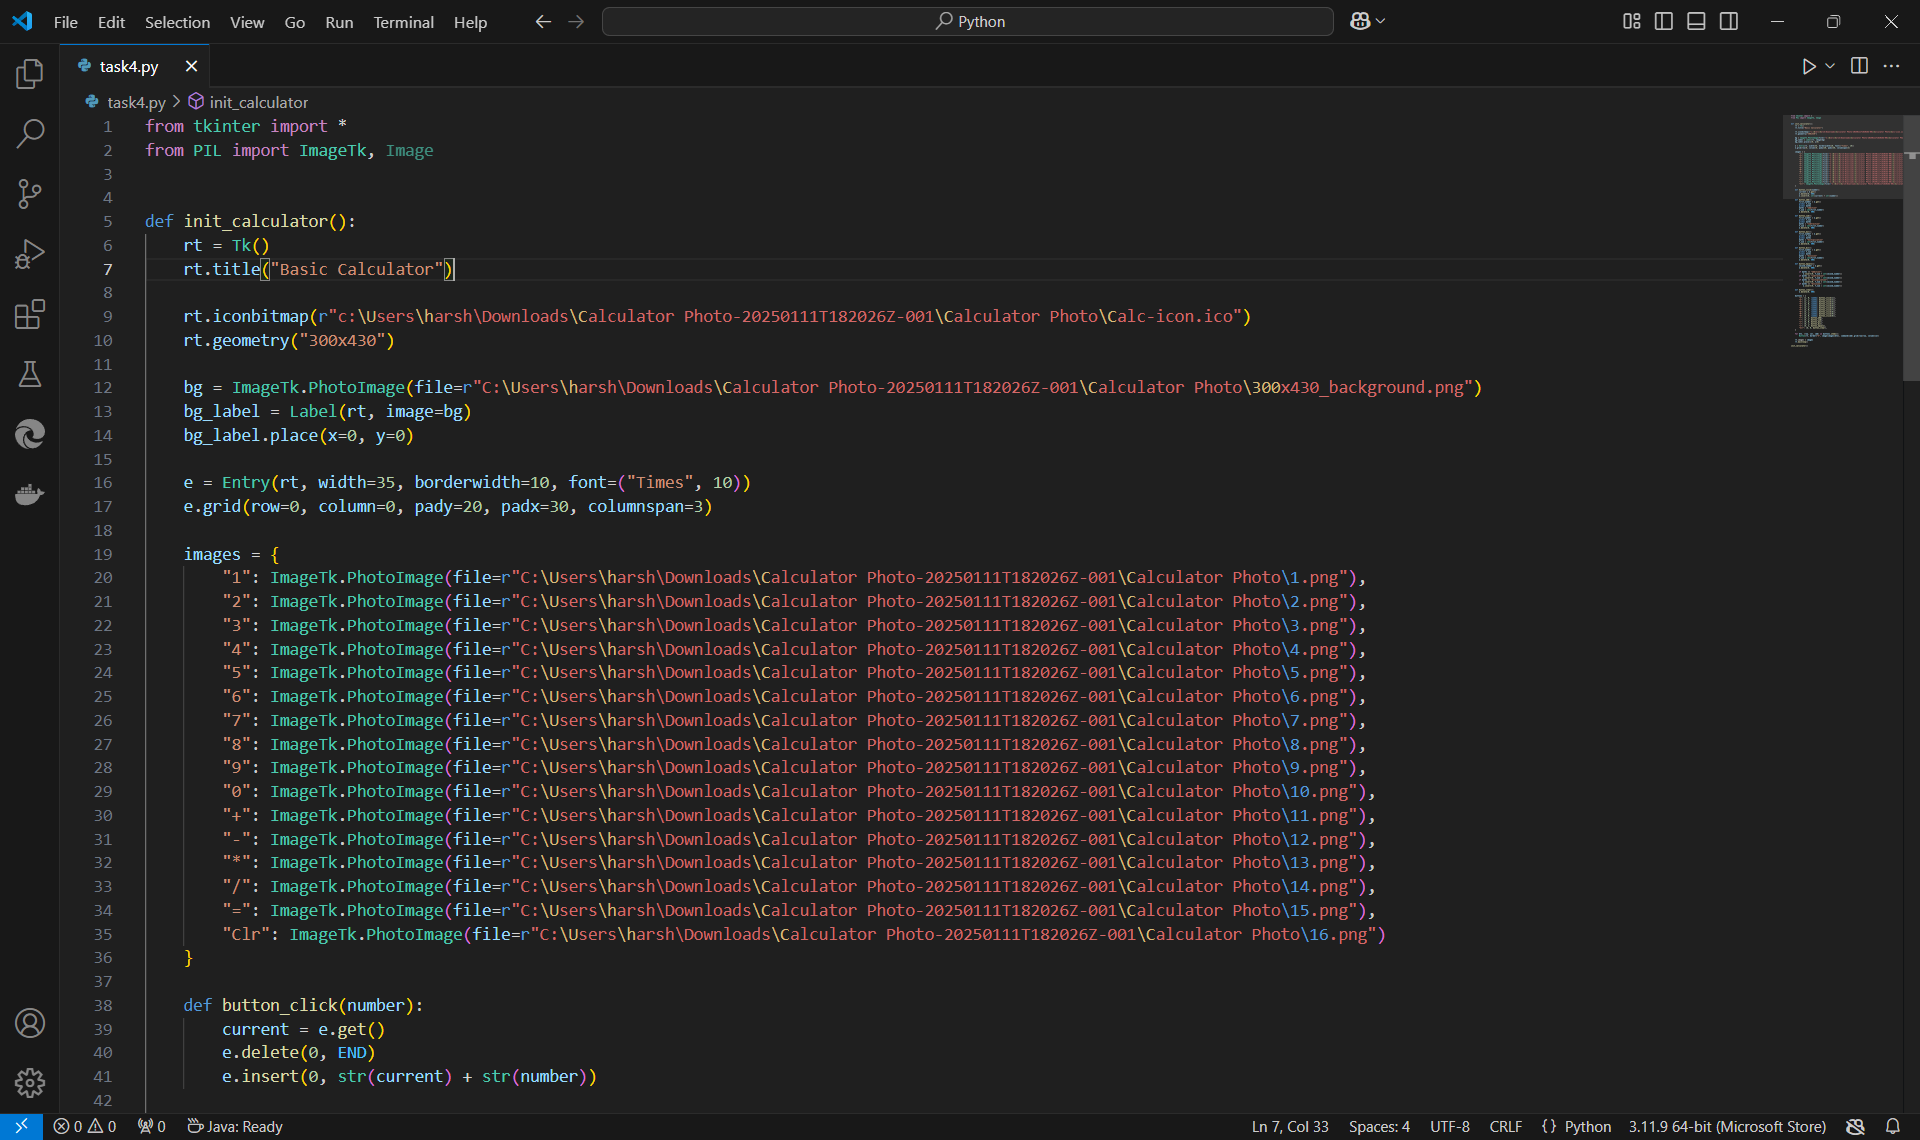 File Edit Selection View Go Run Terminal Help Python
task4.py
task4.py > init_calculator
1 from tkinter import *
2 from PIL import ImageTk, Image
3
4
5 def init_calculator():
6     rt = Tk()
7     rt.title("Basic Calculator")
8
9     rt.iconbitmap(r"c:\Users\harsh\Downloads\Calculator Photo-20250111T182026Z-001\Calculator Photo\Calc-icon.ico")
10     rt.geometry("300x430")
11
12     bg = ImageTk.PhotoImage(file=r"C:\Users\harsh\Downloads\Calculator Photo-20250111T182026Z-001\Calculator Photo\300x430_background.png")
13     bg_label = Label(rt, image=bg)
14     bg_label.place(x=0, y=0)
15
16     e = Entry(rt, width=35, borderwidth=10, font=("Times", 10))
17     e.grid(row=0, column=0, pady=20, padx=30, columnspan=3)
18
19     images = {
20         "1": ImageTk.PhotoImage(file=r"C:\Users\harsh\Downloads\Calculator Photo-20250111T182026Z-001\Calculator Photo\1.png"),
21         "2": ImageTk.PhotoImage(file=r"C:\Users\harsh\Downloads\Calculator Photo-20250111T182026Z-001\Calculator Photo\2.png"),
22         "3": ImageTk.PhotoImage(file=r"C:\Users\harsh\Downloads\Calculator Photo-20250111T182026Z-001\Calculator Photo\3.png"),
23         "4": ImageTk.PhotoImage(file=r"C:\Users\harsh\Downloads\Calculator Photo-20250111T182026Z-001\Calculator Photo\4.png"),
24         "5": ImageTk.PhotoImage(file=r"C:\Users\harsh\Downloads\Calculator Photo-20250111T182026Z-001\Calculator Photo\5.png"),
25         "6": ImageTk.PhotoImage(file=r"C:\Users\harsh\Downloads\Calculator Photo-20250111T182026Z-001\Calculator Photo\6.png"),
26         "7": ImageTk.PhotoImage(file=r"C:\Users\harsh\Downloads\Calculator Photo-20250111T182026Z-001\Calculator Photo\7.png"),
27         "8": ImageTk.PhotoImage(file=r"C:\Users\harsh\Downloads\Calculator Photo-20250111T182026Z-001\Calculator Photo\8.png"),
28         "9": ImageTk.PhotoImage(file=r"C:\Users\harsh\Downloads\Calculator Photo-20250111T182026Z-001\Calculator Photo\9.png"),
29         "0": ImageTk.PhotoImage(file=r"C:\Users\harsh\Downloads\Calculator Photo-20250111T182026Z-001\Calculator Photo\10.png"),
30         "+": ImageTk.PhotoImage(file=r"C:\Users\harsh\Downloads\Calculator Photo-20250111T182026Z-001\Calculator Photo\11.png"),
31         "-": ImageTk.PhotoImage(file=r"C:\Users\harsh\Downloads\Calculator Photo-20250111T182026Z-001\Calculator Photo\12.png"),
32         "*": ImageTk.PhotoImage(file=r"C:\Users\harsh\Downloads\Calculator Photo-20250111T182026Z-001\Calculator Photo\13.png"),
33         "/": ImageTk.PhotoImage(file=r"C:\Users\harsh\Downloads\Calculator Photo-20250111T182026Z-001\Calculator Photo\14.png"),
34         "=": ImageTk.PhotoImage(file=r"C:\Users\harsh\Downloads\Calculator Photo-20250111T182026Z-001\Calculator Photo\15.png"),
35         "Clr": ImageTk.PhotoImage(file=r"C:\Users\harsh\Downloads\Calculator Photo-20250111T182026Z-001\Calculator Photo\16.png")
36     }
37
38     def button_click(number):
39         current = e.get()
40         e.delete(0, END)
41         e.insert(0, str(current) + str(number))
42
0 0 0 Java: Ready Ln 7, Col 33 Spaces: 4 UTF-8 CRLF {} Python 3.11.9 64-bit (Microsoft Store)